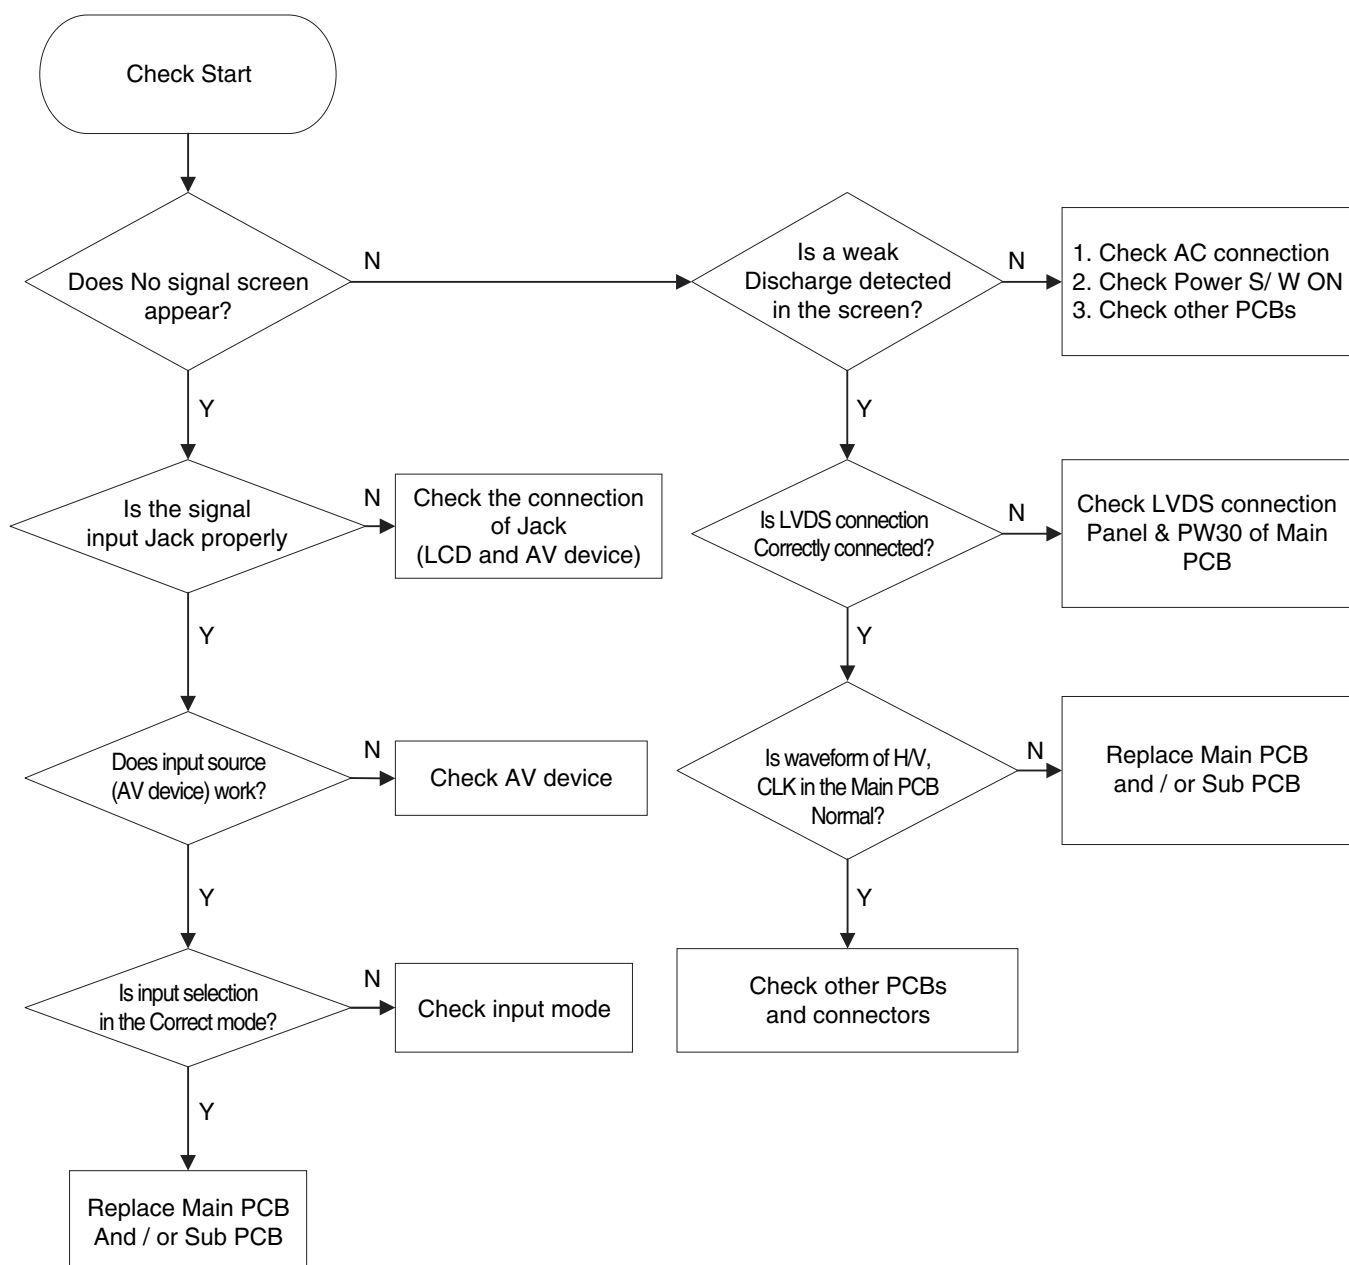 Check Start
Does No signal screen
appear?
N
Y
Is a weak
Discharge detected
in the screen?
N
Y
1. Check AC connection
2. Check Power S/ W ON
3. Check other PCBs
Is the signal
input Jack properly
N
Y
Check the connection
of Jack
(LCD and AV device)
Is LVDS connection
Correctly connected?
N
Y
Check LVDS connection
Panel & PW30 of Main
PCB
Does input source
(AV device) work?
N
Y
Check AV device
Is waveform of H/V,
CLK in the Main PCB
Normal?
N
Y
Replace Main PCB
and / or Sub PCB
Is input selection
in the Correct mode?
N
Y
Check input mode
Check other PCBs
and connectors
Replace Main PCB
And / or Sub PCB